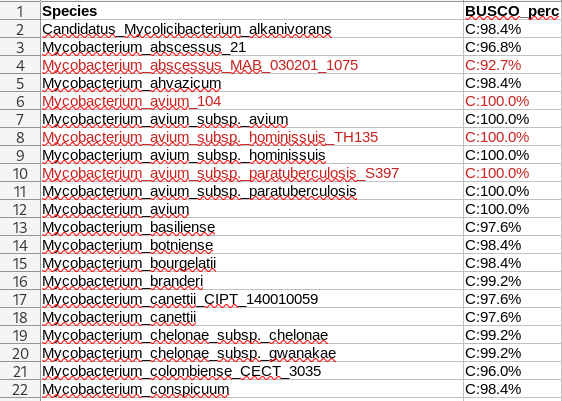 1 Species BUSCO_perc
2 Candidatus_Mycolicibacterium_alkanivorans C:98.4%
3 Mycobacterium_abscessus_21 C:96.8%
4 Mycobacterium_abscessus_MAB_030201_1075 C:92.7%
5 Mycobacterium_ahvazicum C:98.4%
6 Mycobacterium_avium_104 C:100.0%
7 Mycobacterium_avium_subsp._avium C:100.0%
8 Mycobacterium_avium_subsp._hominissuis_TH135 C:100.0%
9 Mycobacterium_avium_subsp._hominissuis C:100.0%
10 Mycobacterium_avium_subsp._paratuberculosis_S397 C:100.0%
11 Mycobacterium_avium_subsp._paratuberculosis C:100.0%
12 Mycobacterium_avium C:100.0%
13 Mycobacterium_basiliense C:97.6%
14 Mycobacterium_botniense C:98.4%
15 Mycobacterium_bourgelatii C:98.4%
16 Mycobacterium_branderi C:99.2%
17 Mycobacterium_canettii_CIPT_140010059 C:97.6%
18 Mycobacterium_canettii C:97.6%
19 Mycobacterium_chelonae_subsp._chelonae C:99.2%
20 Mycobacterium_chelonae_subsp._gwanakae C:99.2%
21 Mycobacterium_colombiense_CECT_3035 C:96.0%
22 Mycobacterium_conspicuum C:98.4%